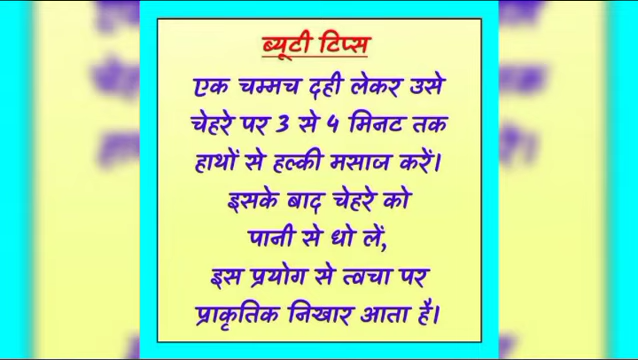 ब्यूटी टिप्स
एक चम्मच दही लेकर उसे
चेहरे पर 3 से 4 मिनट तक
हाथों से हल्की मसाज करें।
इसके बाद चेहरे को
पानी से धो लें,
इस प्रयोग से त्वचा पर
प्राकृतिक निखार आता है।